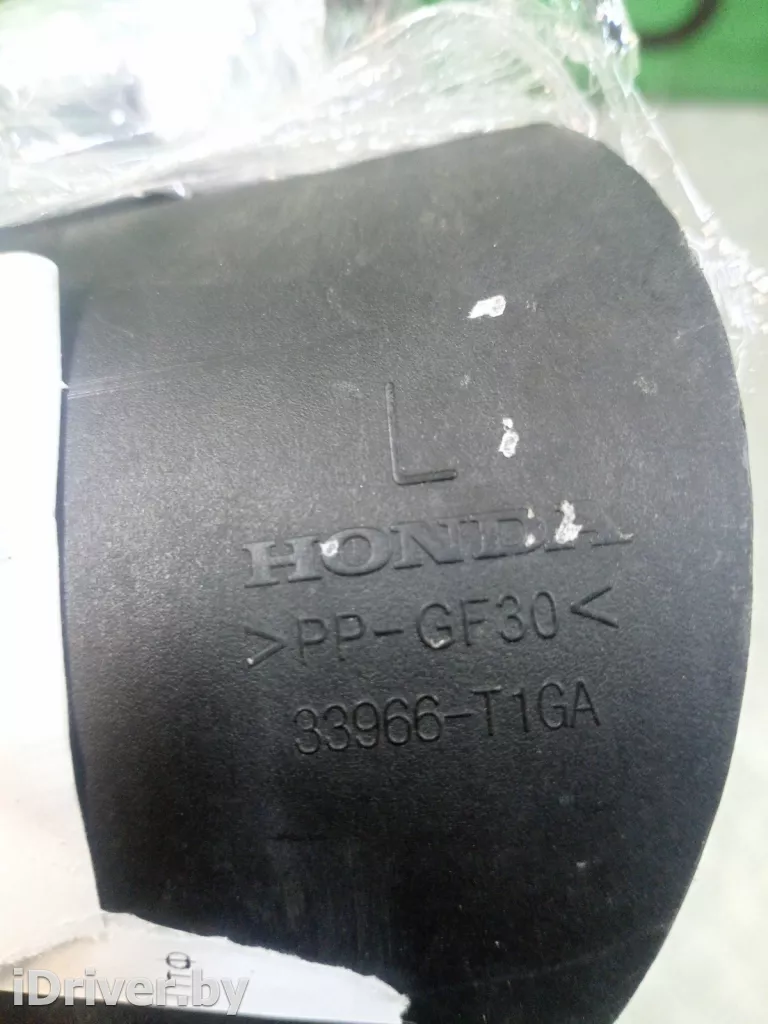 L
HONDA
>PP-GF30<
33966-T1GA
iDriver.by